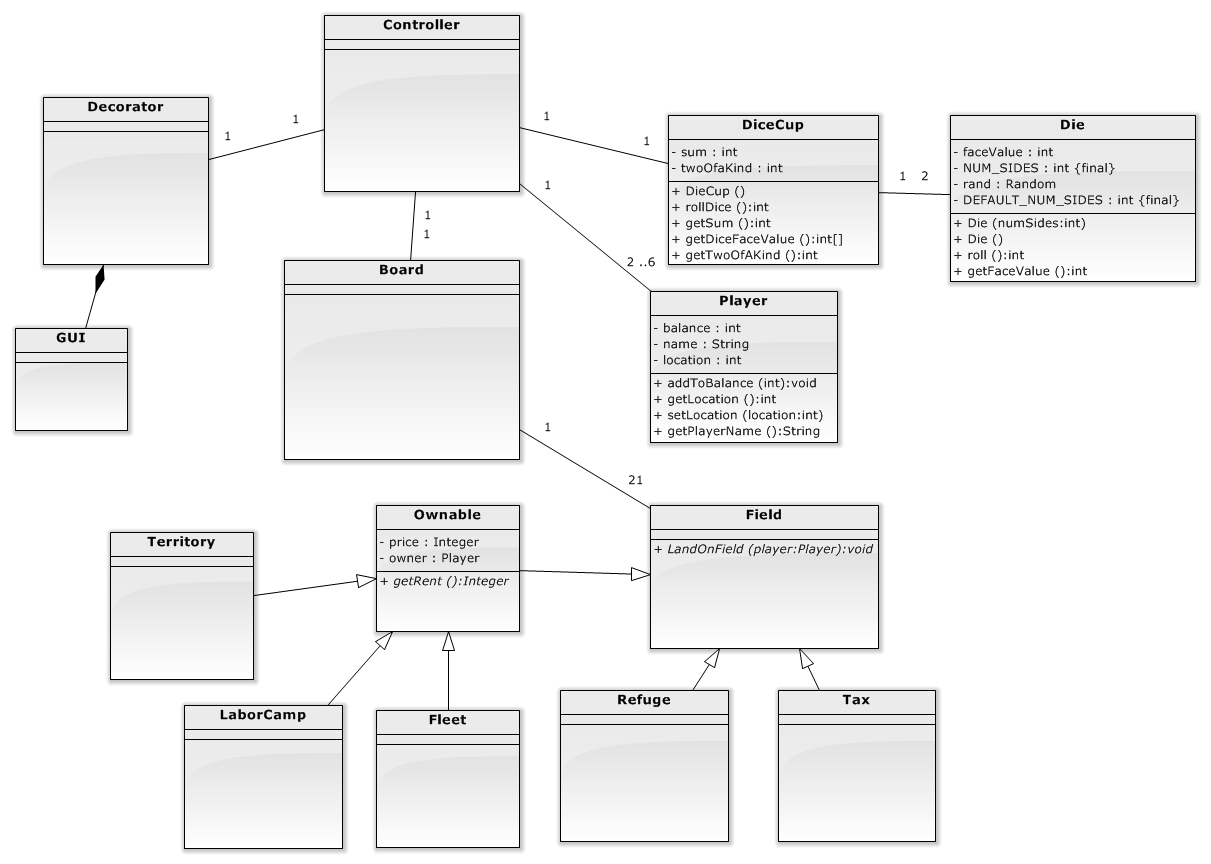 Controller
Decorator
1
1
1
1
DiceCup
- sum : int
- twoOfaKind : int
+ DieCup ()
+ rollDice ():int
+ getSum ():int
+ getDiceFaceValue ():int[]
+ getTwoOfAKind ():int
1
2
Die
- faceValue : int
- NUM_SIDES : int {final}
- rand : Random
- DEFAULT_NUM_SIDES : int {final}
+ Die (numSides:int)
+ Die ()
+ roll ():int
+ getFaceValue ():int
1
2 ..6
1
1
Board
Player
- balance : int
- name : String
- location : int
+ addToBalance (int):void
+ getLocation ():int
+ setLocation (location:int)
+ getPlayerName ():String
GUI
1
21
Territory
Ownable
- price : Integer
- owner : Player
+ getRent ():Integer
Field
+ LandOnField (player:Player):void
LaborCamp
Fleet
Refuge
Tax